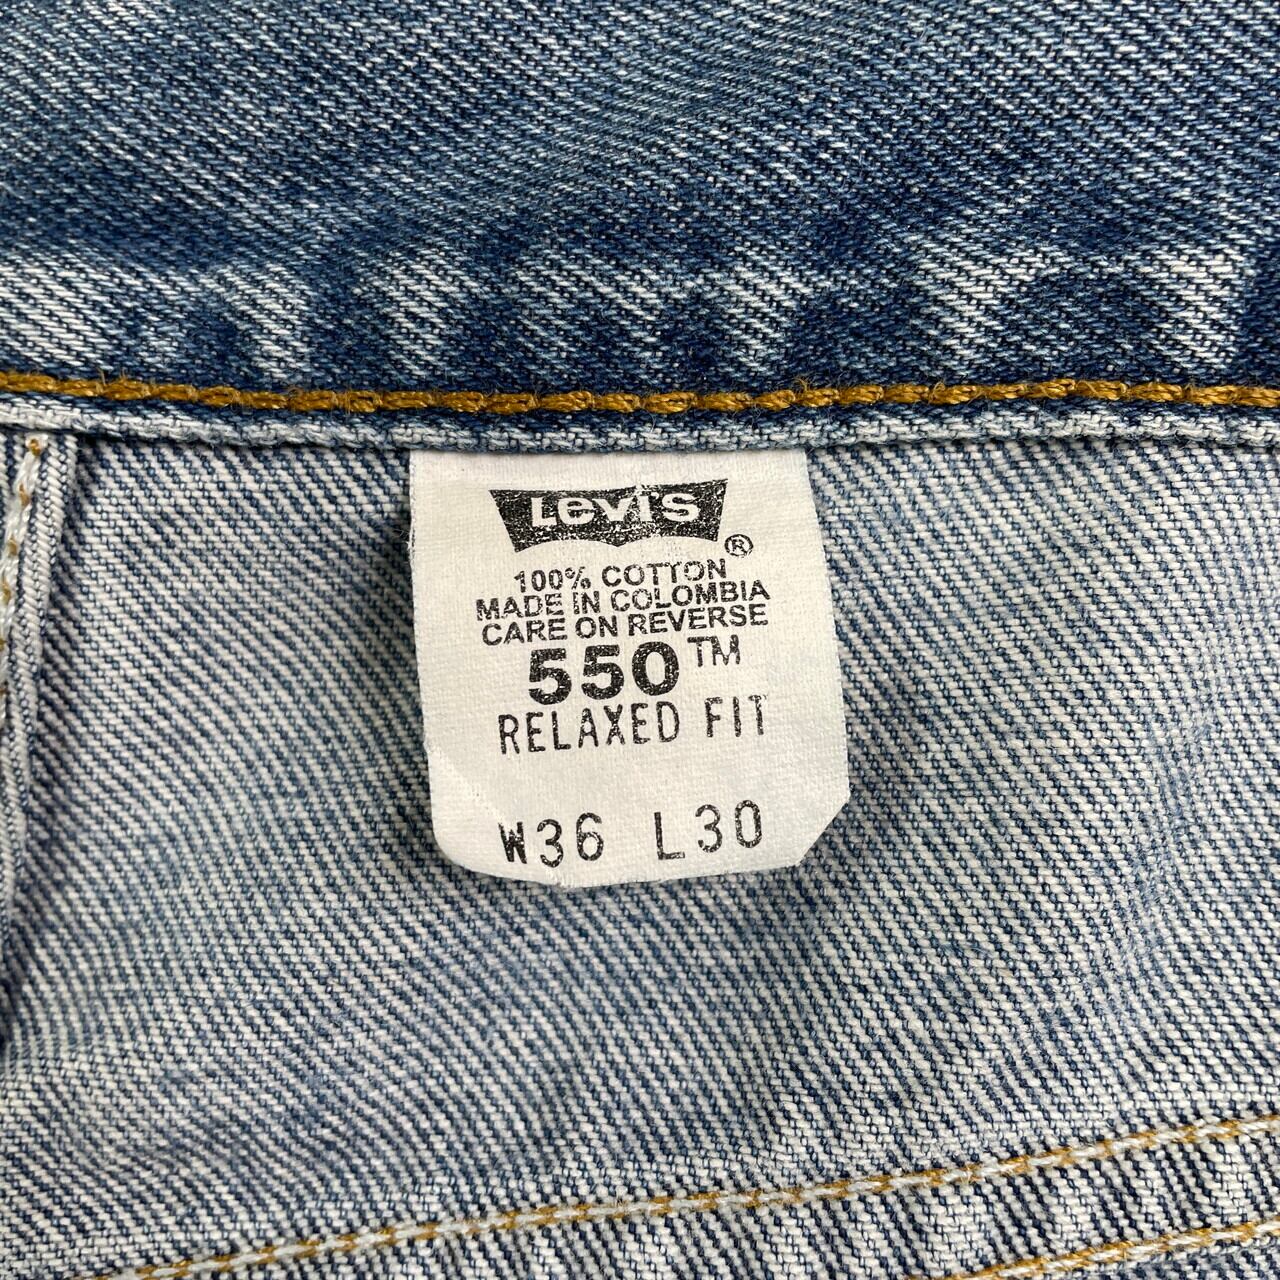 Levi's ®
100% COTTON
MADE IN COLOMBIA
CARE ON REVERSE
550™
RELAXED FIT
W36 L30